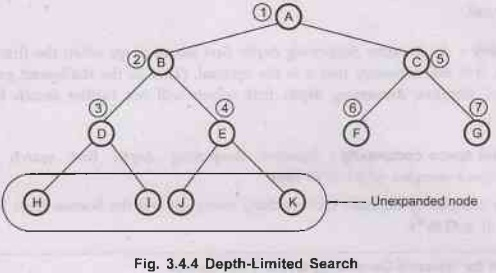 1 A
2 B
C 5
3 D
4 E
6 F
7 G
H I J K
Unexpanded node
Fig. 3.4.4 Depth-Limited Search